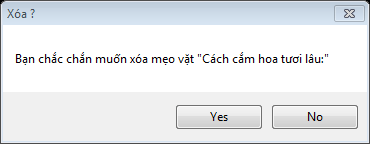 Xóa ?
Bạn chắc chắn muốn xóa mẹo vặt "Cách cắm hoa tươi lâu:"
Yes
No